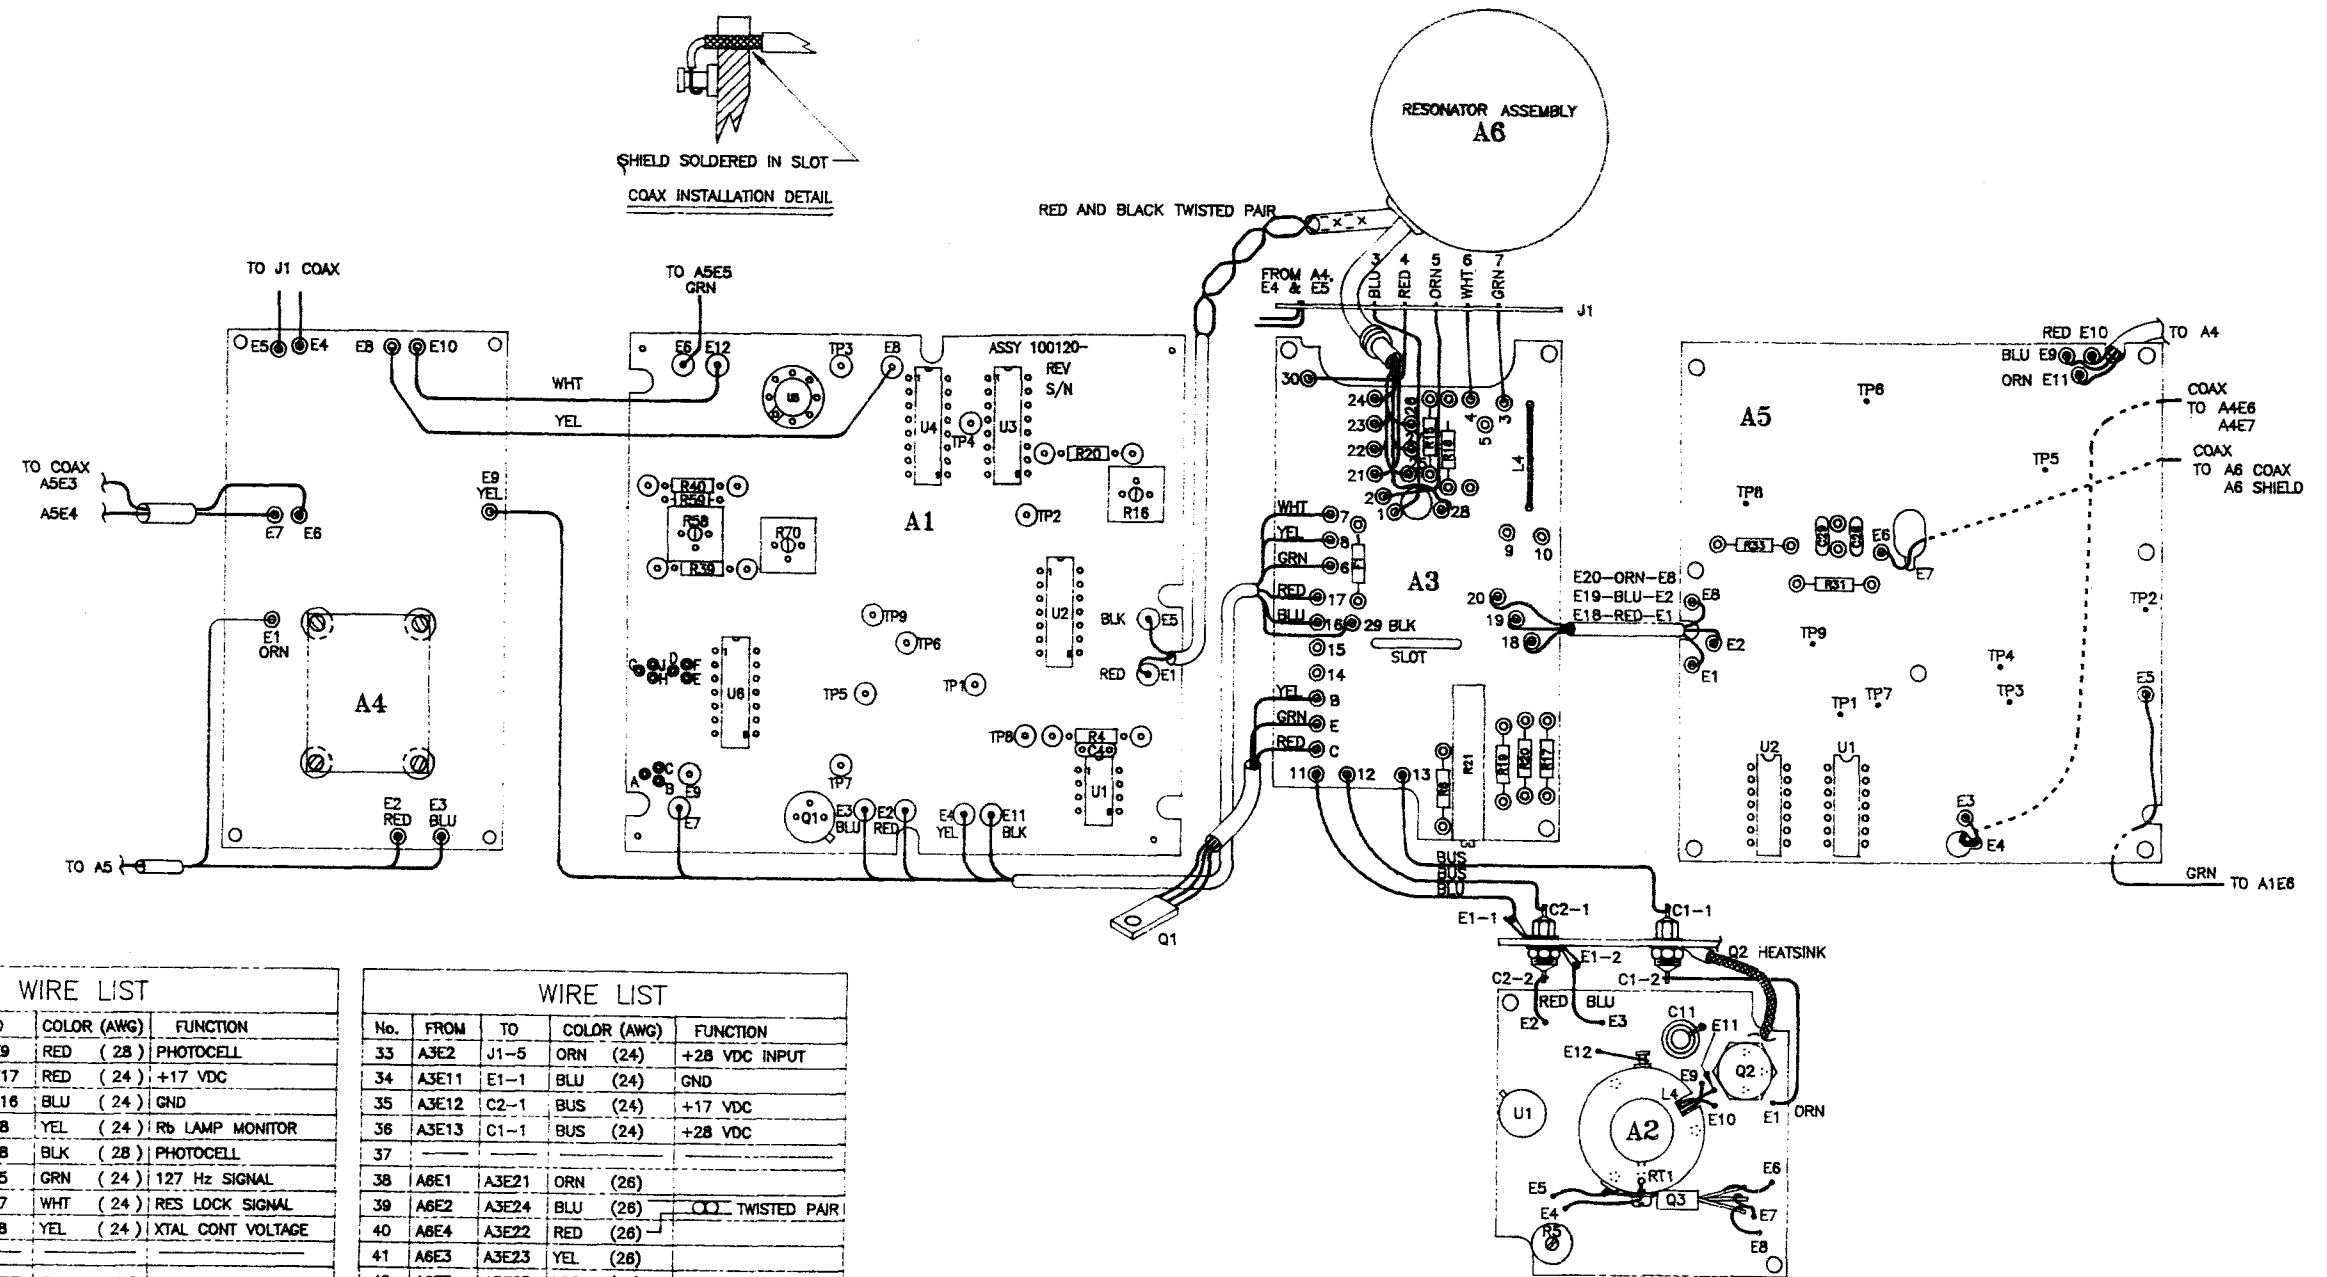 SHIELD SOLDERED IN SLOT
COAX INSTALLATION DETAIL
RESONATOR ASSEMBLY
A6
RED AND BLACK TWISTED PAIR
TO J1 COAX
E5
E4
E8
E10
WHT
YEL
TO COAX
A5E3
A5E4
E7
E6
E9
YEL
E1
ORN
A4
E2
RED
E3
BLU
TO A5
TO A5E5
GRN
E6
E12
TP3
E8
ASSY 100120-
REV
S/N
U4
TP4
U3
R20
R16
R40
R59
R58
R70
R39
A1
TP2
TP9
TP6
U2
BLK
E5
RED
E1
G
J
D
F
H
E
U6
TP5
TP1
TP8
R4
C4
U1
A
C
B
E9
E7
TP7
Q1
E3
BLU
E2
RED
E4
YEL
E11
BLK
Q1
FROM A4.
E4 & E5.
3
4
5
6
7
BLU
RED
ORN
WHT
GRN
J1
30
24
23
22
21
2
1
26
28
4
3
5
L4
9
10
WHT
7
YEL
8
GRN
6
RED
17
BLU
16
29 BLK
15
14
A3
SLOT
YEL
B
GRN
E
RED
C
11
12
13
20
19
18
R21
R19
R20
R17
E20-ORN-E8
E19-BLU-E2
E18-RED-E1
BUS
BUS
BLU
E1-1
C2-1
C1-1
Q2 HEATSINK
E1-2
C2-2
C1-2
RED
BLU
E2
E3
C11
E11
E12
E9
L4
E10
Q2
E1
ORN
U1
A2
RT1
Q3
E5
E4
E6
E7
E8
R5
RED E10
BLU E9
ORN E11
TO A4
A5
TP6
COAX
TO A4E6
A4E7
COAX
TO A6 COAX
A6 SHIELD
TP5
TP8
R33
C29
C28
E6
E7
R31
E8
E2
E1
TP2
TP9
TP4
TP3
TP1
TP7
U2
U1
E5
E3
E4
GRN
TO A1E6
WIRE LIST
COLOR (AWG) FUNCTION
9 RED (28) PHOTOCELL
17 RED (24) +17 VDC
16 BLU (24) GND
8 YEL (24) Rb LAMP MONITOR
8 BLK (28) PHOTOCELL
5 GRN (24) 127 Hz SIGNAL
7 WHT (24) RES LOCK SIGNAL
8 YEL (24) XTAL CONT VOLTAGE
WIRE LIST
No. FROM TO COLOR (AWG) FUNCTION
33 A3E2 J1-5 ORN (24) +28 VDC INPUT
34 A3E11 E1-1 BLU (24) GND
35 A3E12 C2-1 BUS (24) +17 VDC
36 A3E13 C1-1 BUS (24) +28 VDC
37
38 A6E1 A3E21 ORN (26)
39 A6E2 A3E24 BLU (26) TWISTED PAIR
40 A6E4 A3E22 RED (26)
41 A6E3 A3E23 YEL (26)